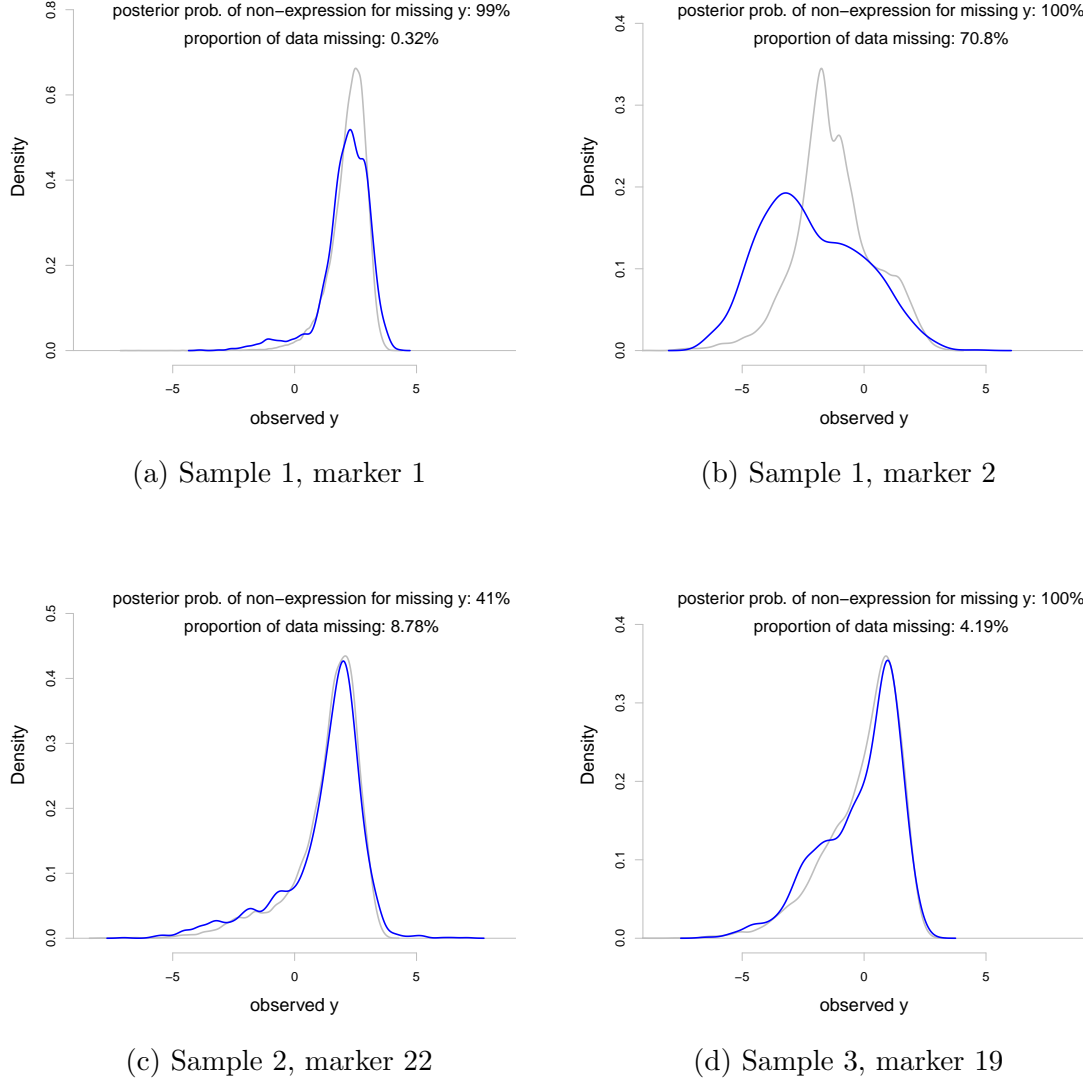 posterior prob. of non−expression for missing y: 99%
proportion of data missing: 0.32%
Density
0.0
0.2
0.4
0.6
0.8
−5
0
5
observed y
(a) Sample 1, marker 1
posterior prob. of non−expression for missing y: 100%
proportion of data missing: 70.8%
Density
0.0
0.1
0.2
0.3
0.4
−5
0
5
observed y
(b) Sample 1, marker 2
posterior prob. of non−expression for missing y: 41%
proportion of data missing: 8.78%
Density
0.0
0.1
0.2
0.3
0.4
0.5
−5
0
5
observed y
(c) Sample 2, marker 22
posterior prob. of non−expression for missing y: 100%
proportion of data missing: 4.19%
Density
0.0
0.1
0.2
0.3
0.4
−5
0
5
observed y
(d) Sample 3, marker 19